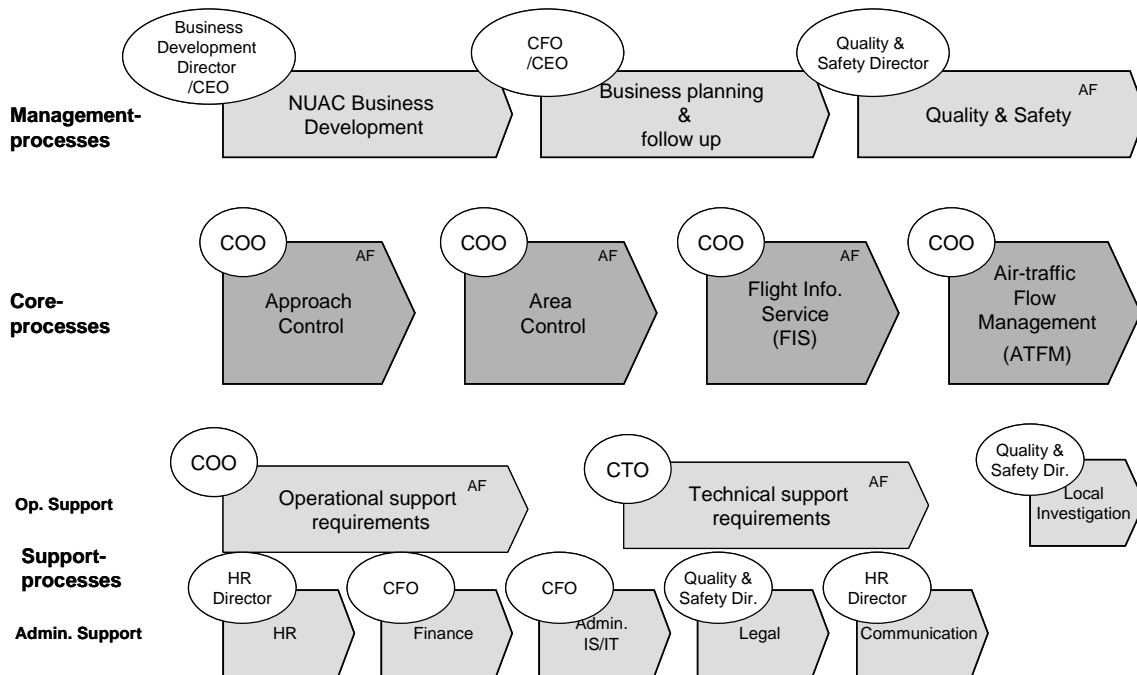 Business
Development
Director
/CEO
CFO
/CEO
Quality &
Safety Director
Management-
processes
NUAC Business
Development
Business planning
&
follow up
AF
Quality & Safety
COO
COO
COO
COO
Core-
processes
AF
Approach
Control
AF
Area
Control
AF
Flight Info.
Service
(FIS)
Air-traffic
Flow
Management
(ATFM)
COO
CTO
Quality &
Safety Dir.
Op. Support
Operational support AF
requirements
Technical support AF
requirements
Local
Investigation
Support-
processes
HR
Director
CFO
CFO
Quality &
Safety Dir.
HR
Director
Admin. Support
HR
Finance
Admin.
IS/IT
Legal
Communication